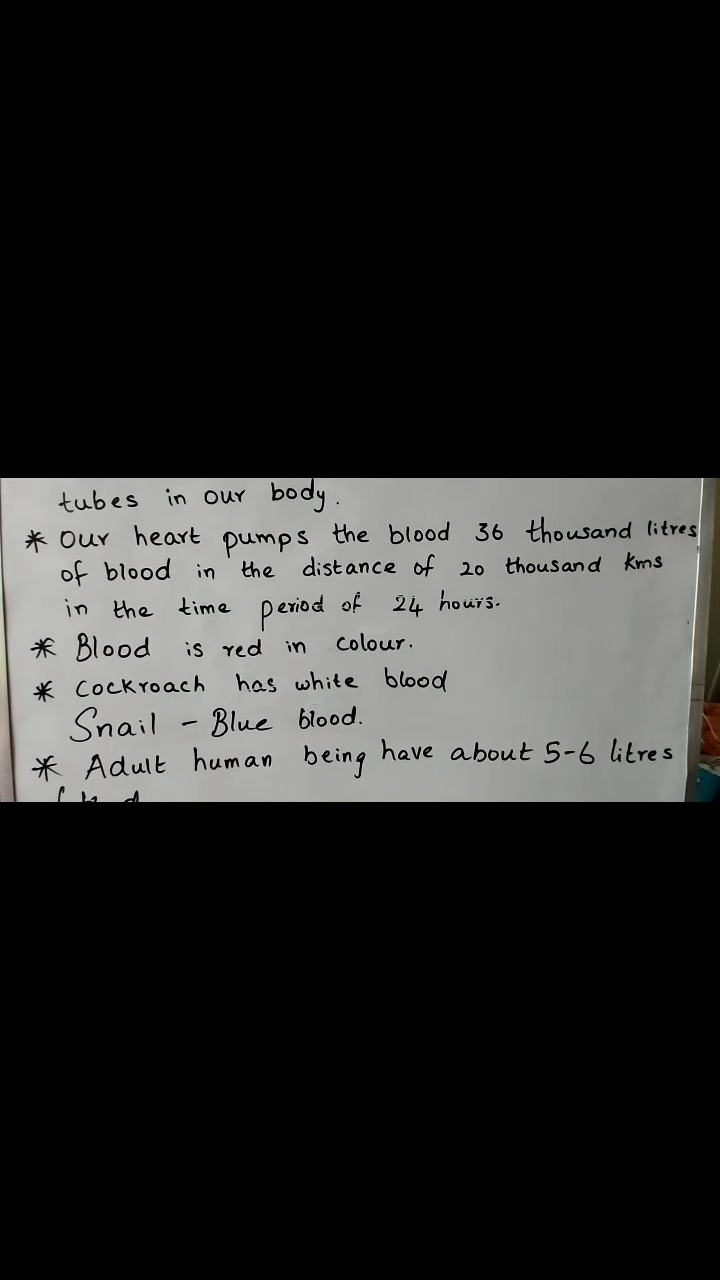 tubes in our body.
* Our heart pumps the blood 36 thousand litres
of blood in the distance of 20 thousand kms
in the time period of 24 hours.
* Blood is red in colour.
* Cockroach has white blood
Snail - Blue blood.
* Adult human being have about 5-6 litres